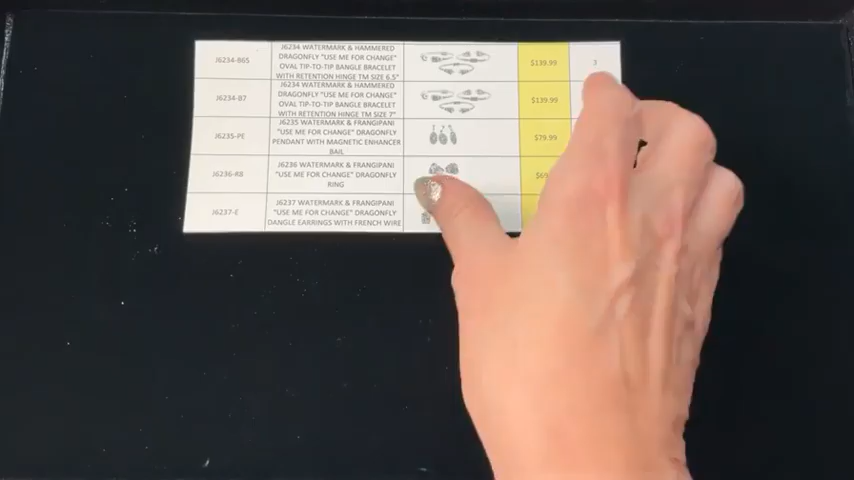 J6234-B65
J6234 WATERMARK & HAMMERED
DRAGONFLY "USE ME FOR CHANGE"
OVAL TIP-TO-TIP BANGLE BRACELET
WITH RETENTION HINGE TM SIZE 6.5"
$139.99
3
J6234-B7
J6234 WATERMARK & HAMMERED
DRAGONFLY "USE ME FOR CHANGE"
OVAL TIP-TO-TIP BANGLE BRACELET
WITH RETENTION HINGE TM SIZE 7"
$139.99
J6235-PE
J6235 WATERMARK & FRANGIPANI
"USE ME FOR CHANGE" DRAGONFLY
PENDANT WITH MAGNETIC ENHANCER
BAIL
$79.99
J6236-R8
J6236 WATERMARK & FRANGIPANI
"USE ME FOR CHANGE" DRAGONFLY
RING
J6237-E
J6237 WATERMARK & FRANGIPANI
"USE ME FOR CHANGE" DRAGONFLY
DANGLE EARRINGS WITH FRENCH WIRE